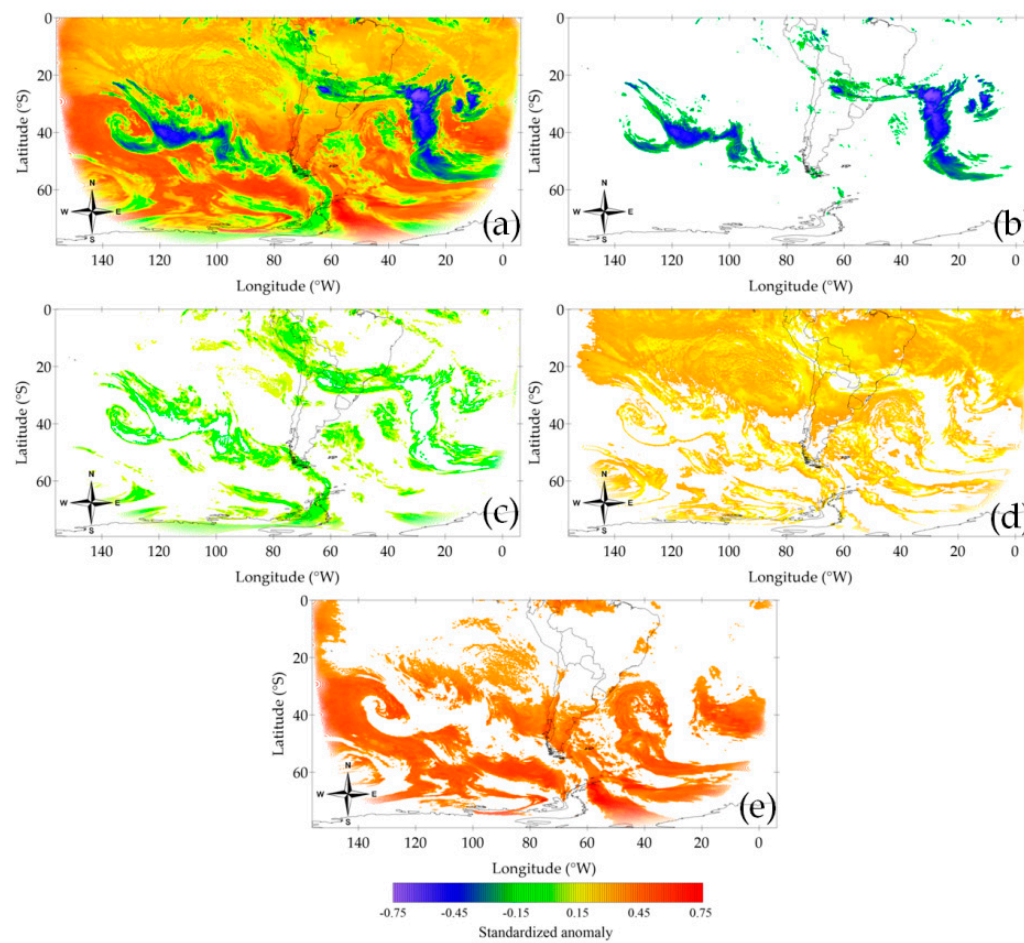 0
20
40
60
Latitude (°S)
N
W E
S
(a)
140 120 100 80 60 40 20 0
Longitude (°W)
0
20
40
60
Latitude (°S)
N
W E
S
(b)
140 120 100 80 60 40 20 0
Longitude (°W)
0
20
40
60
Latitude (°S)
N
W E
S
(c)
140 120 100 80 60 40 20 0
Longitude (°W)
0
20
40
60
Latitude (°S)
N
W E
S
(d)
140 120 100 80 60 40 20 0
Longitude (°W)
0
20
40
60
Latitude (°S)
N
W E
S
(e)
140 120 100 80 60 40 20 0
Longitude (°W)
-0.75 -0.45 -0.15 0.15 0.45 0.75
Standardized anomaly